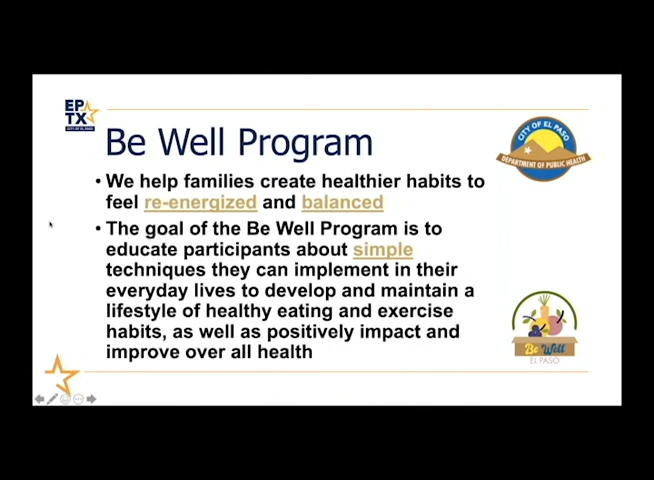 EP
TX
CITY OF EL PASO
Be Well Program
CITY OF EL PASO
DEPARTMENT OF PUBLIC HEALTH
• We help families create healthier habits to
feel re-energized and balanced
• The goal of the Be Well Program is to
educate participants about simple
techniques they can implement in their
everyday lives to develop and maintain a
lifestyle of healthy eating and exercise
habits, as well as positively impact and
improve over all health
Be Well
EL PASO